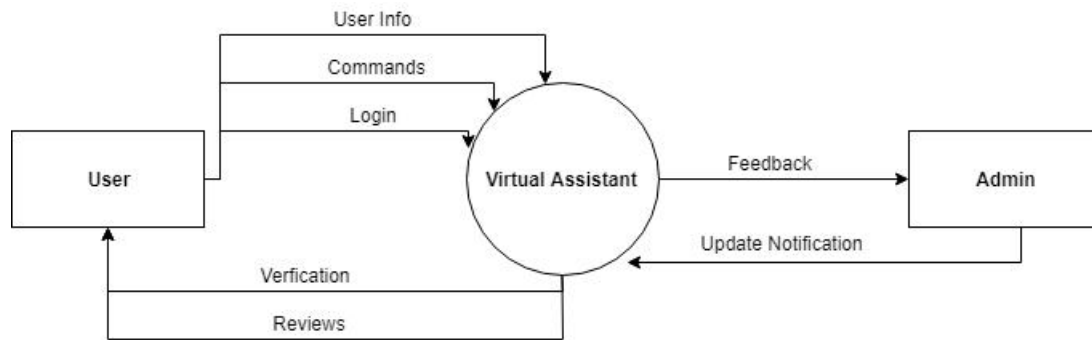 User Info
Commands
Login
User
Virtual Assistant
Feedback
Admin
Update Notification
Verfication
Reviews